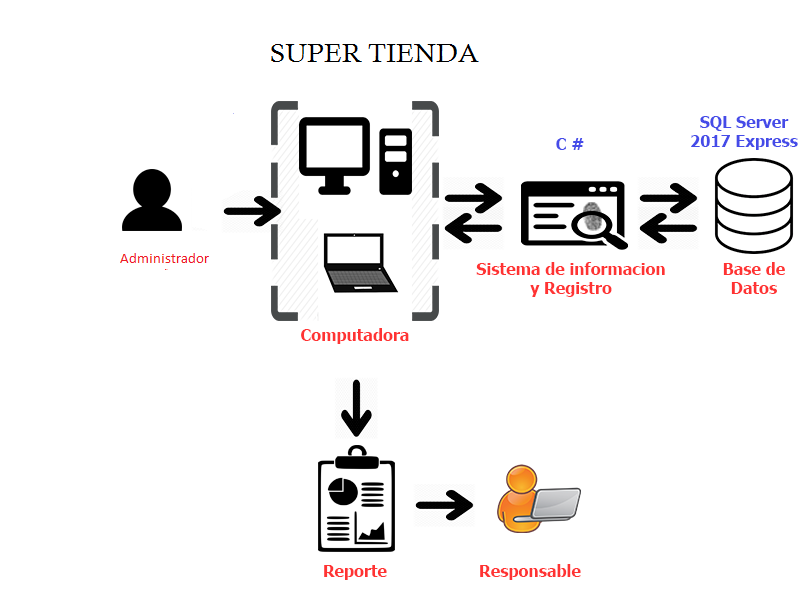 SUPER TIENDA
SQL Server
2017 Express
C #
Administrador
Sistema de informacion
y Registro
Base de
Datos
Computadora
Reporte
Responsable